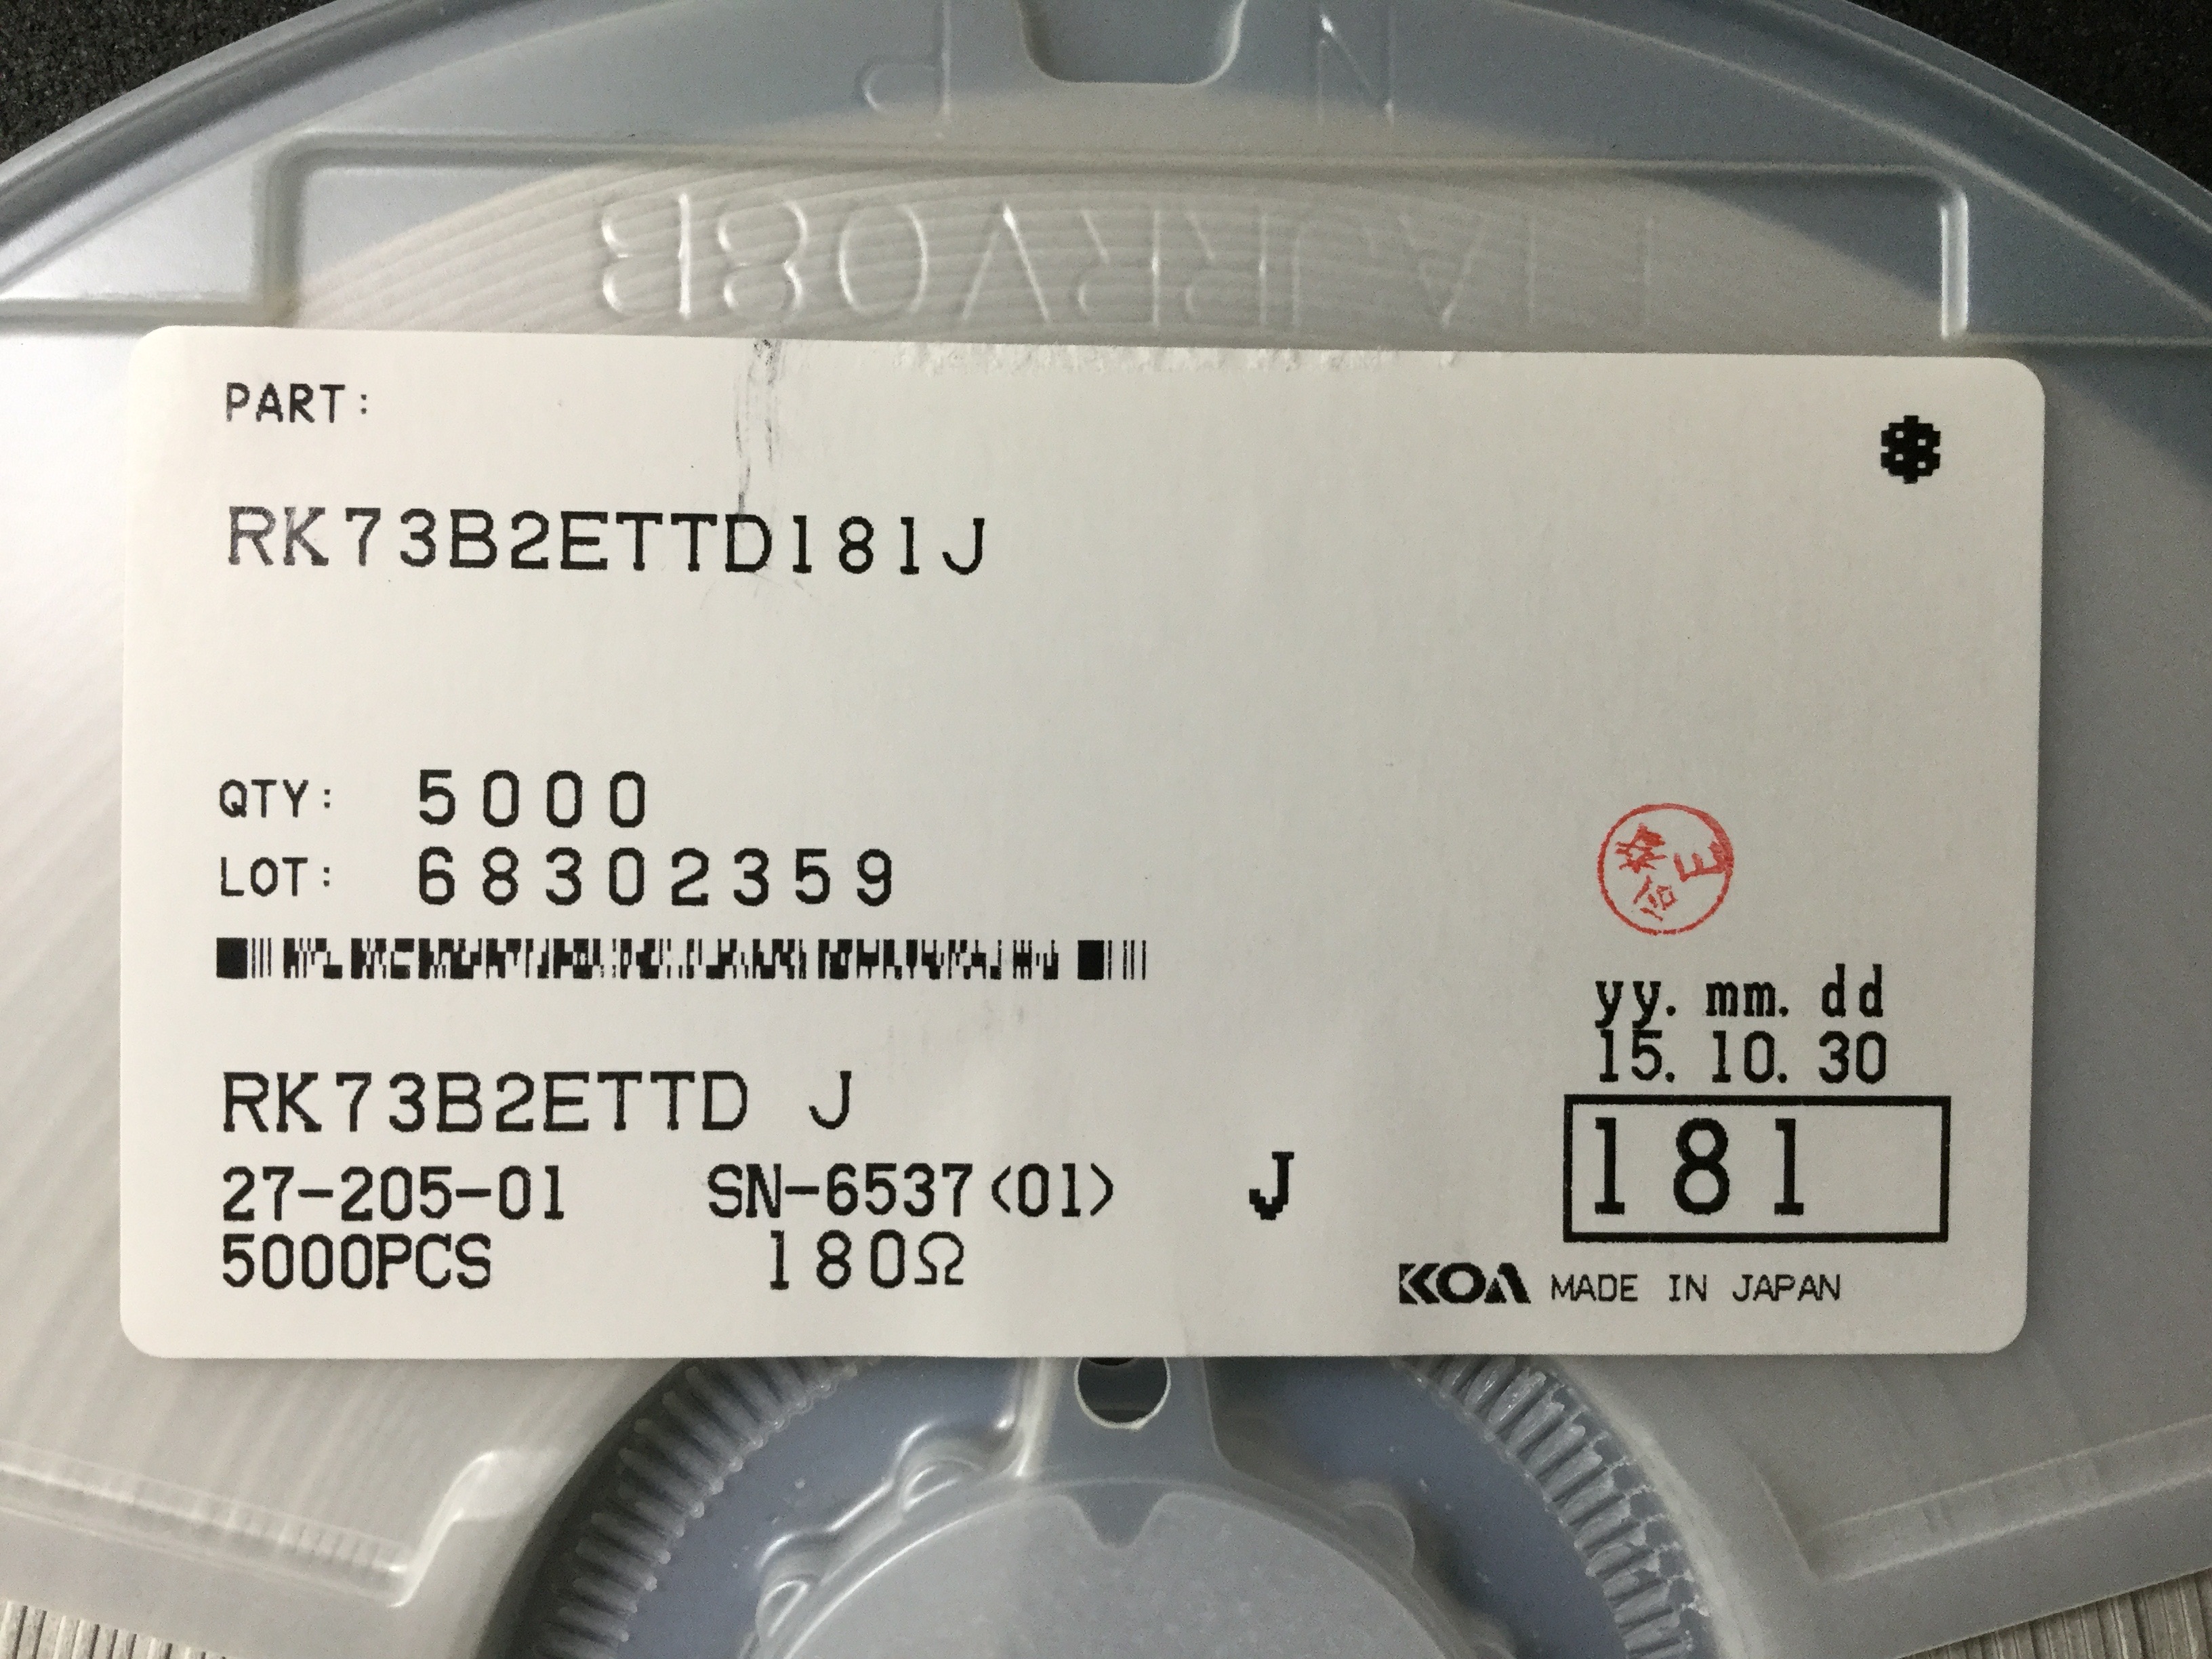 PART:
RK73B2ETTD181J
QTY: 5000
LOT: 68302359
yy. mm. dd
15. 10. 30
RK73B2ETTD J
181
27-205-01 SN-6537<01> J
5000PCS 180Ω
KOA MADE IN JAPAN